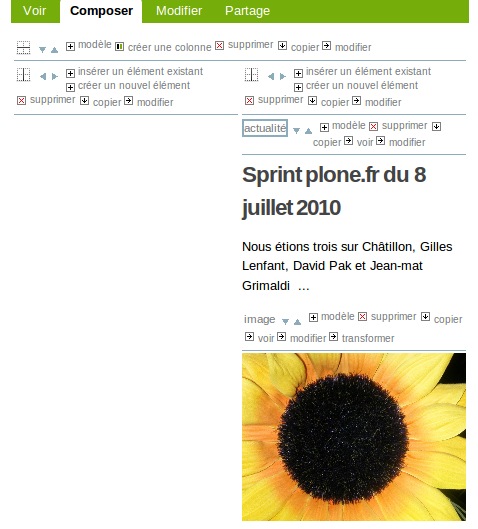 Voir Composer Modifier Partage
modèle créer une colonne supprimer copier modifier
insérer un élément existant
créer un nouvel élément
supprimer copier modifier
insérer un élément existant
créer un nouvel élément
supprimer copier modifier
actualité modèle supprimer
copier voir modifier
Sprint plone.fr du 8
juillet 2010
Nous étions trois sur Châtillon, Gilles
Lenfant, David Pak et Jean-mat
Grimaldi ...
image modèle supprimer copier
voir modifier transformer